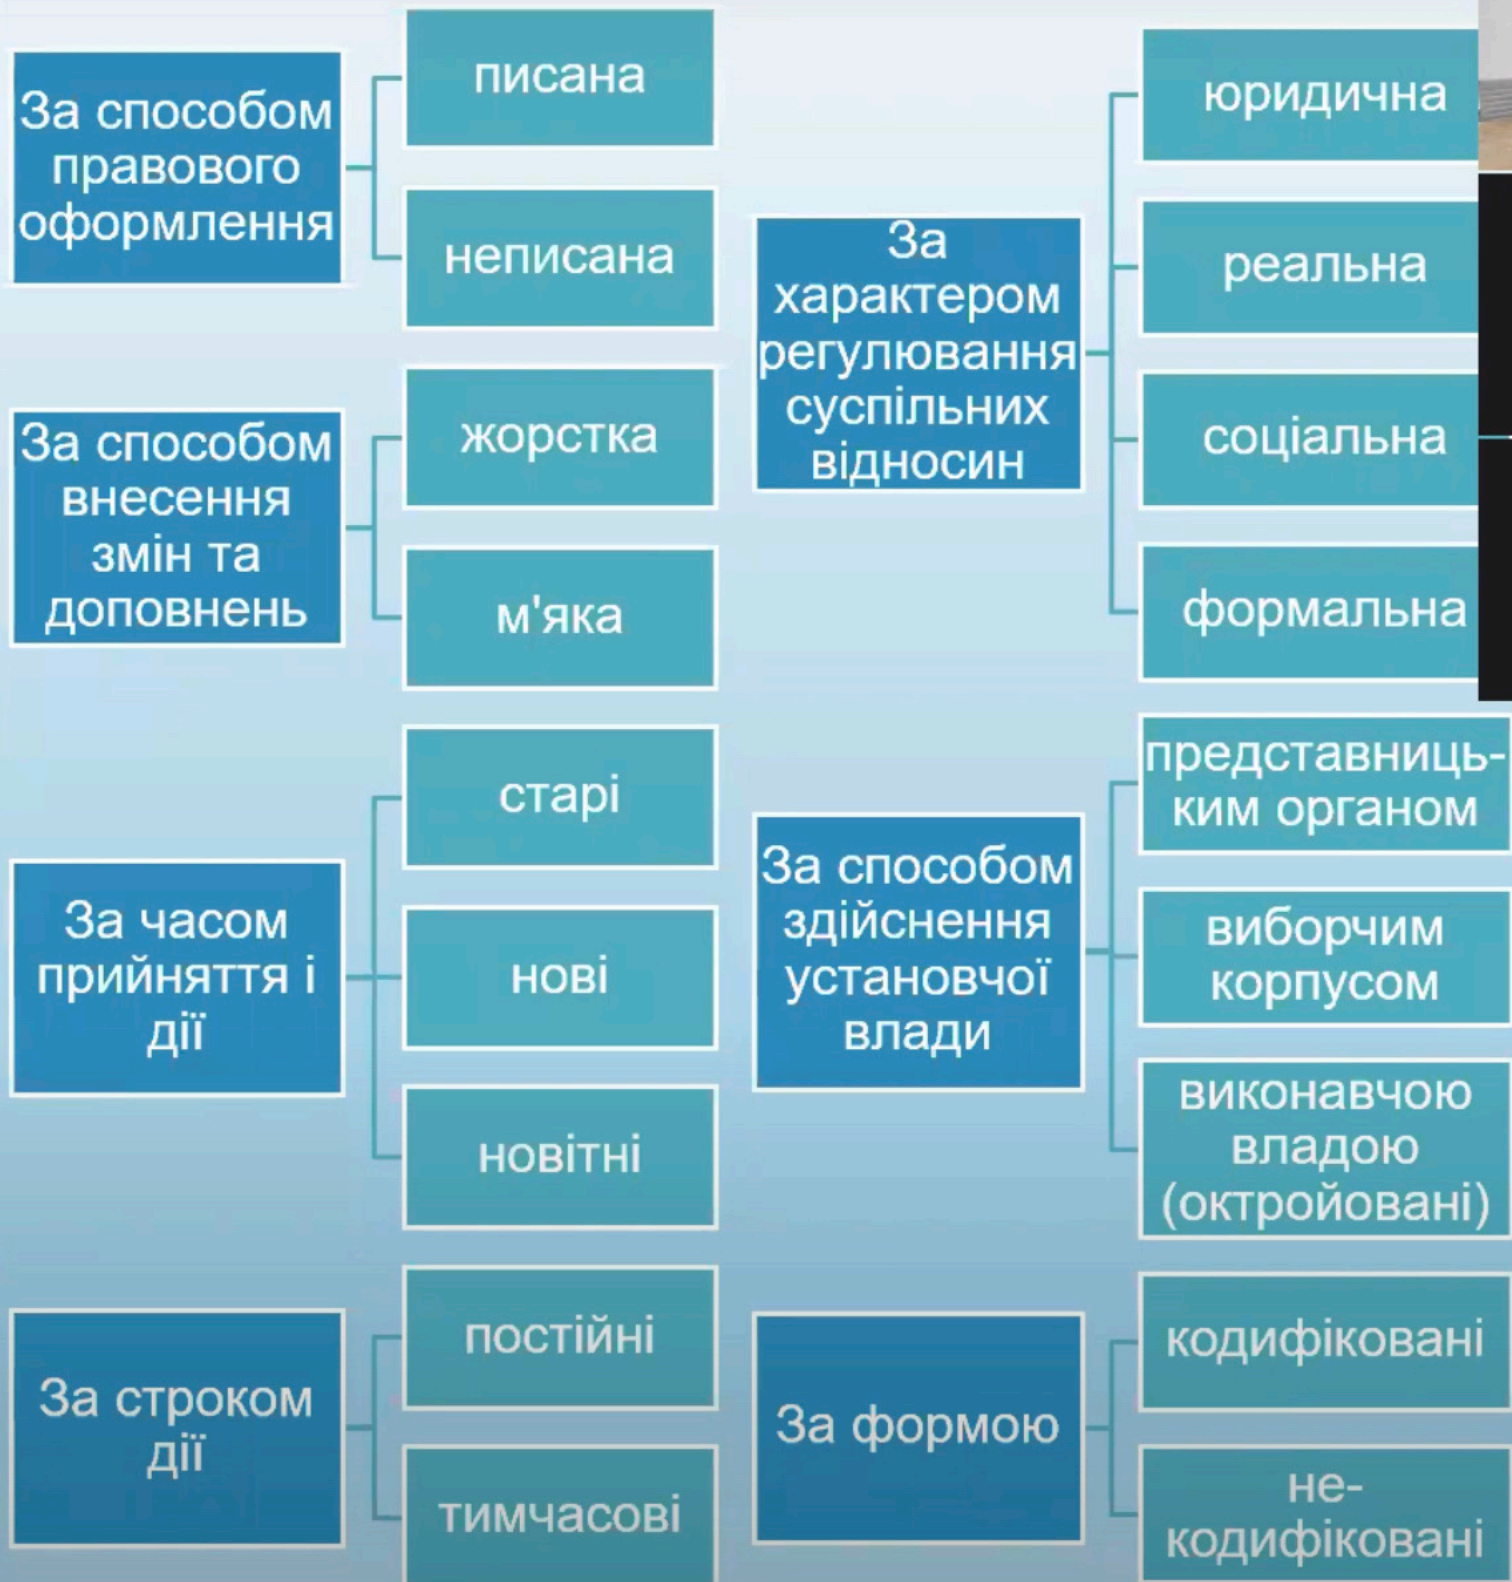 За способом
правового
оформлення
писана
неписана
За способом
внесення
змін та
доповнень
жорстка
м'яка
За часом
прийняття і
дії
старі
нові
новітні
За строком
дії
постійні
тимчасові
За
характером
регулювання
суспільних
відносин
юридична
реальна
соціальна
формальна
За способом
здійснення
установчої
влади
представниць-
ким органом
виборчим
корпусом
виконавчою
владою
(октройовані)
За формою
кодифіковані
не-
кодифіковані